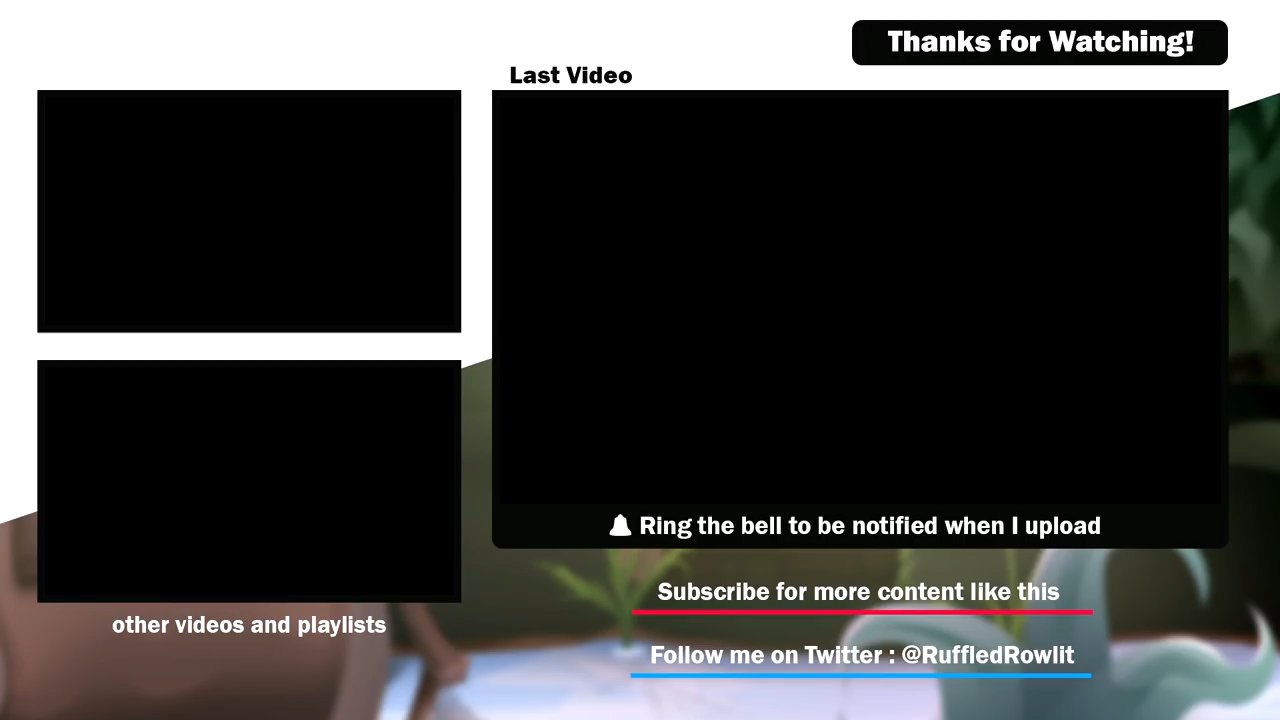 Thanks for Watching!
Last Video
Ring the bell to be notified when I upload
Subscribe for more content like this
other videos and playlists
Follow me on Twitter : @RuffledRowlit